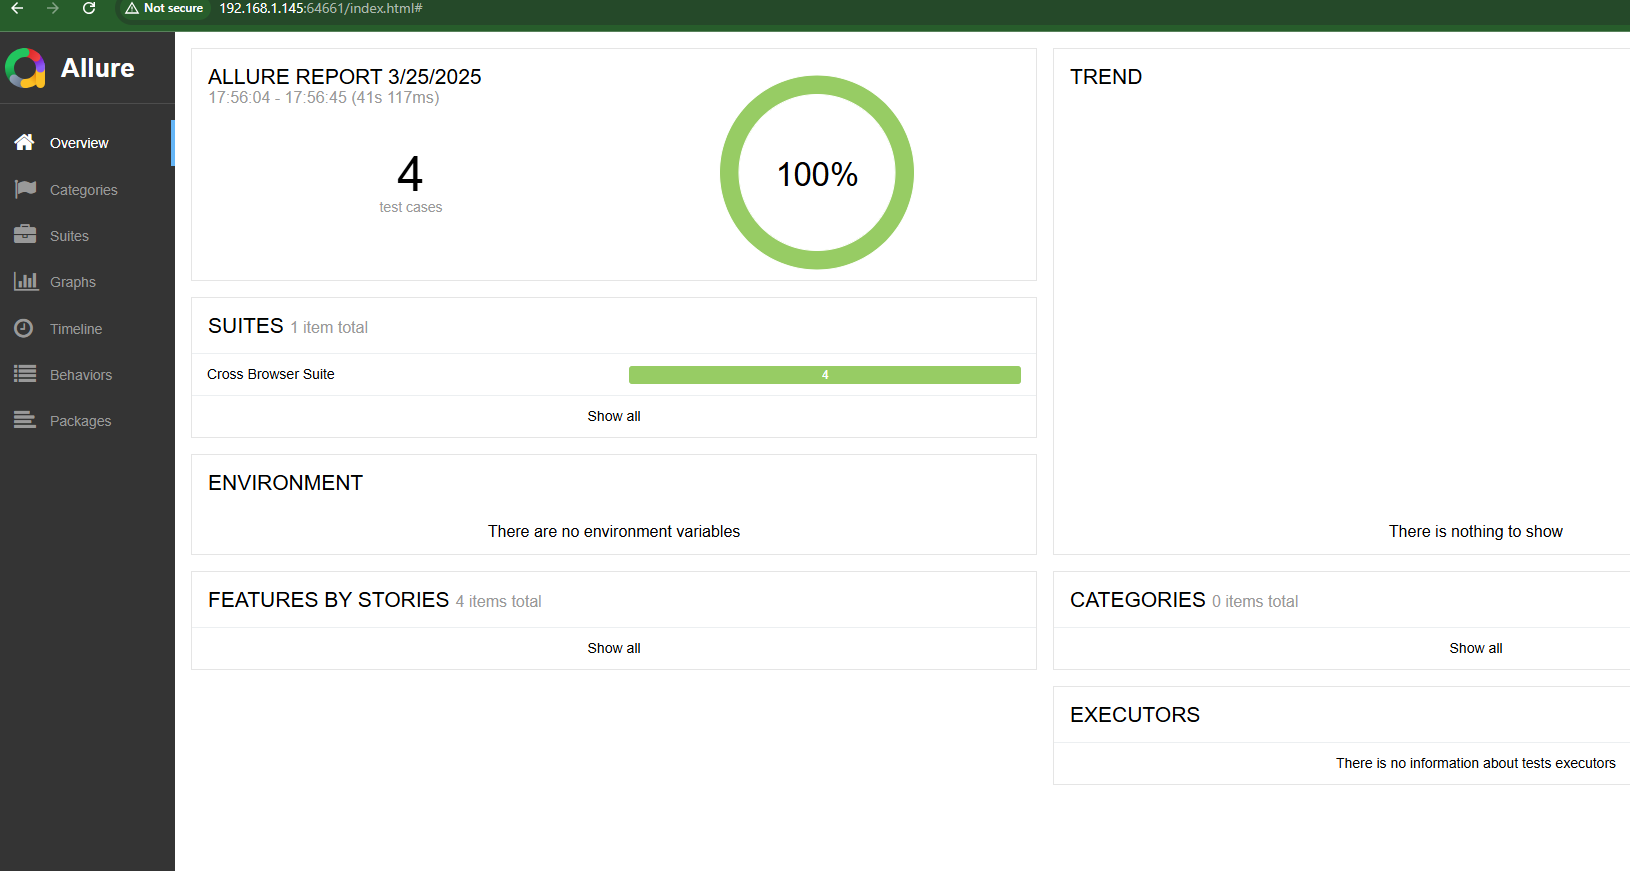 Not secure 192.168.1.145:64661/index.html#
Allure
Overview
Categories
Suites
Graphs
Timeline
Behaviors
Packages
ALLURE REPORT 3/25/2025
17:56:04 - 17:56:45 (41s 117ms)
4
test cases
100%
SUITES 1 item total
Cross Browser Suite 4
Show all
ENVIRONMENT
There are no environment variables
FEATURES BY STORIES 4 items total
Show all
TREND
There is nothing to show
CATEGORIES 0 items total
Show all
EXECUTORS
There is no information about tests executors